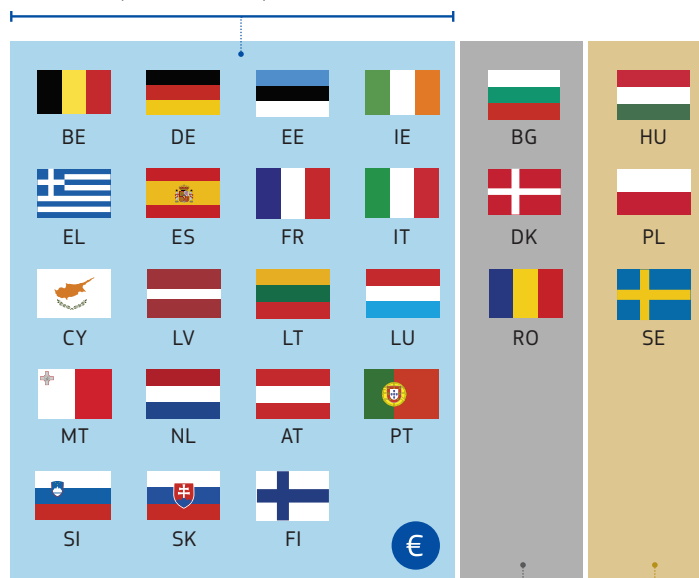 BE DE EE IE BG HU
EL ES FR IT DK PL
CY LV LT LU RO SE
MT NL AT PT
SI SK FI €